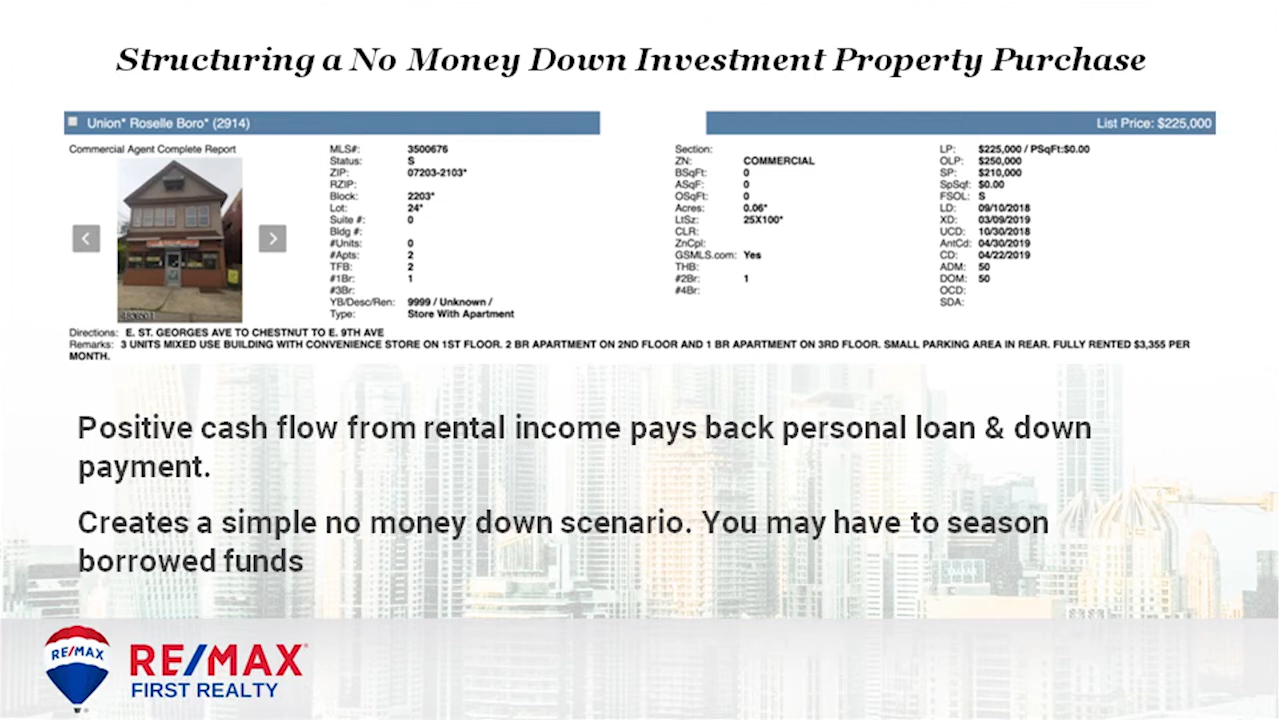 Structuring a No Money Down Investment Property Purchase
Union* Roselle Boro* (2914)
List Price: $225,000
Commercial Agent Complete Report
MLS#: 3500676
Status: S
ZIP: 07203-2103*
RZIP:
Block: 2203*
Lot: 24*
Suite #: 0
Bldg #:
#Units: 0
#Apts: 2
TFB: 2
#1Br: 1
#3Br:
YB/Desc/Ren: 9999 / Unknown /
Type: Store With Apartment
Section:
ZN: COMMERCIAL
BSqFt: 0
ASqF: 0
OSqFt: 0
Acres: 0.06*
LtSz: 25X100*
CLR:
ZnCpl:
GSMLS.com: Yes
THB:
#2Br: 1
#4Br:
LP: $225,000 / PSqFt:$0.00
OLP: $250,000
SP: $210,000
SpSqf: $0.00
FSOL: S
LD: 09/10/2018
XD: 03/09/2019
UCD: 10/30/2018
AntCd: 04/30/2019
CD: 04/22/2019
ADM: 50
DOM: 50
OCD:
SDA:
Directions: E. ST. GEORGES AVE TO CHESTNUT TO E. 9TH AVE
Remarks: 3 UNITS MIXED USE BUILDING WITH CONVENIENCE STORE ON 1ST FLOOR. 2 BR APARTMENT ON 2ND FLOOR AND 1 BR APARTMENT ON 3RD FLOOR. SMALL PARKING AREA IN REAR. FULLY RENTED $3,355 PER
MONTH.
Positive cash flow from rental income pays back personal loan & down
payment.
Creates a simple no money down scenario. You may have to season
borrowed funds
RE/MAX
RE/MAX
FIRST REALTY